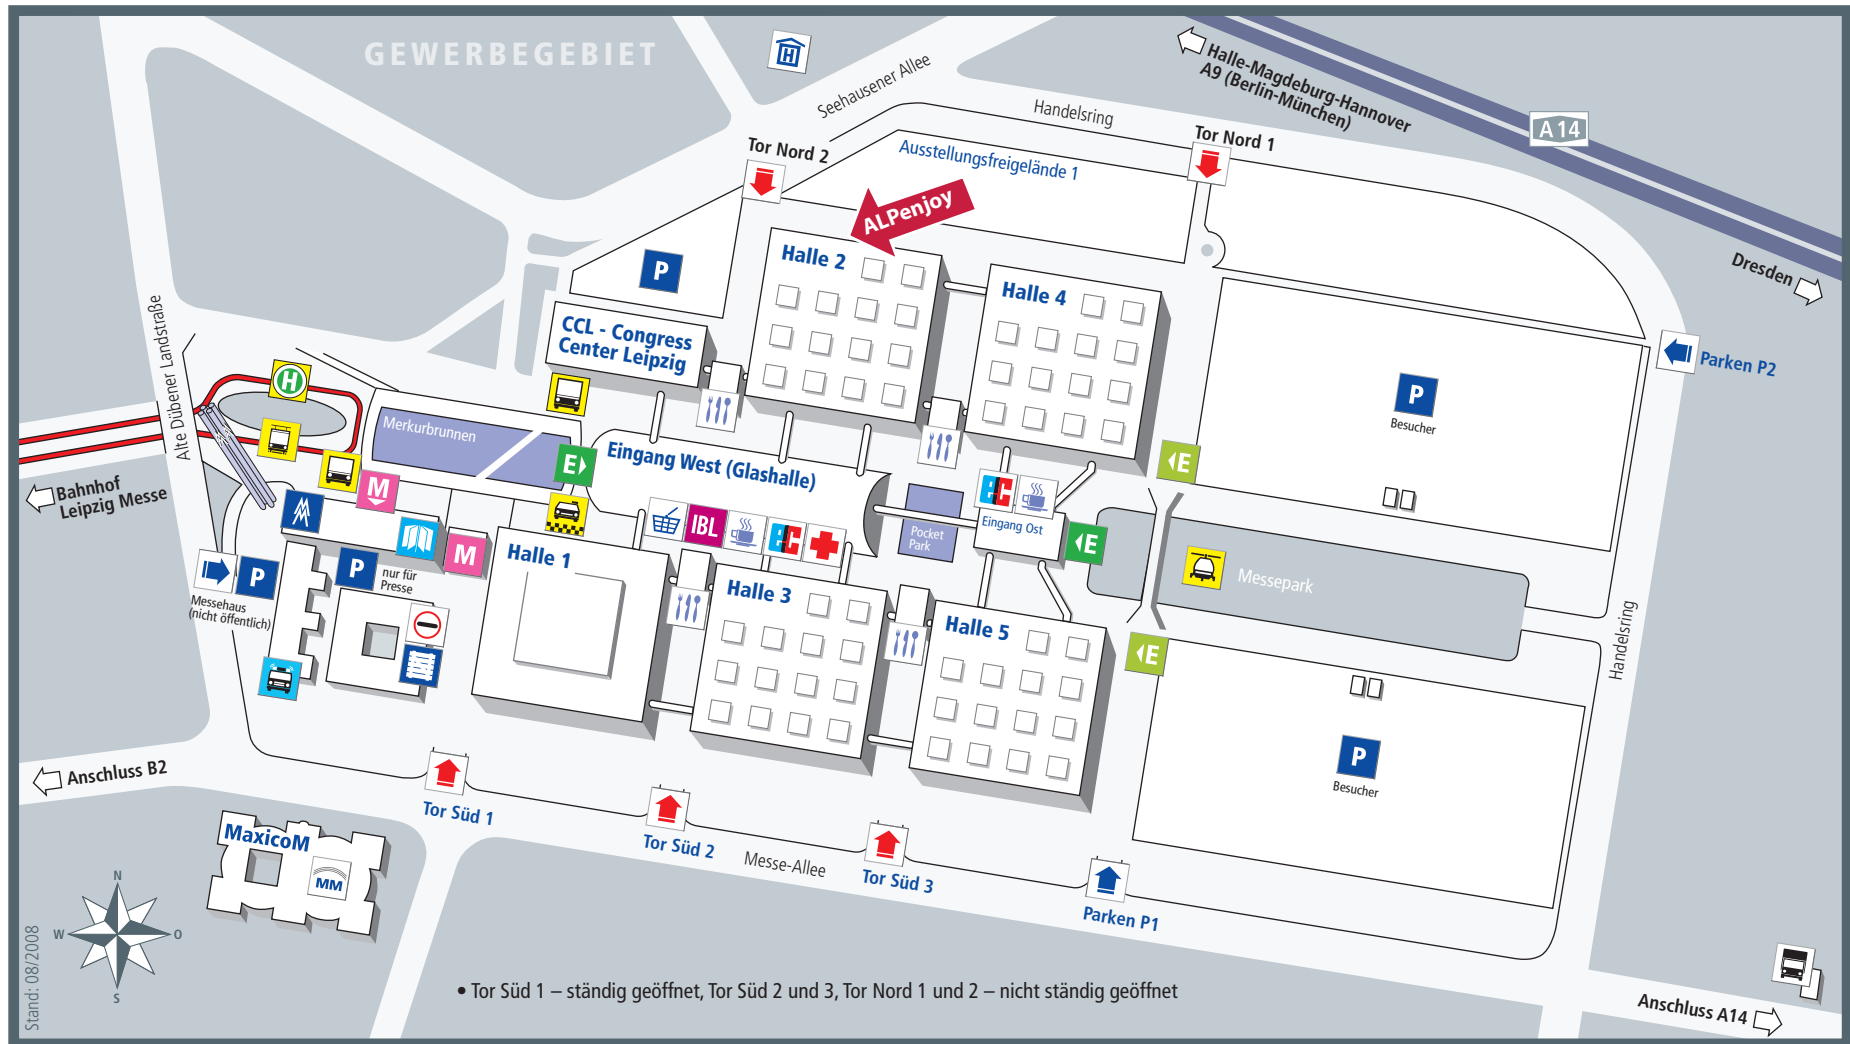 GEWERBEGEBIET
H
Seehausener Allee
Handelsring
Halle-Magdeburg-Hannover
A9 (Berlin-München)
A 14
Dresden
Tor Nord 2
Tor Nord 1
Ausstellungsfreigelände 1
ALPenjoy
P
Halle 2
Halle 4
CCL - Congress
Center Leipzig
Parken P2
P
Besucher
Alte Dübener Landstraße
H
Merkurbrunnen
E
Eingang West (Glashalle)
E
EC
Eingang Ost
E
Pocket
Park
Bahnhof
Leipzig Messe
M
M
IBL
EC
Halle 1
P
nur für
Presse
P
Messehaus
(nicht öffentlich)
Halle 3
Halle 5
Messepark
E
Handelsring
P
Besucher
Anschluss B2
Tor Süd 1
Tor Süd 2
Messe-Allee
Tor Süd 3
Parken P1
MaxicoM
MM
N
W
O
S
Stand: 08/2008
• Tor Süd 1 – ständig geöffnet, Tor Süd 2 und 3, Tor Nord 1 und 2 – nicht ständig geöffnet
Anschluss A14